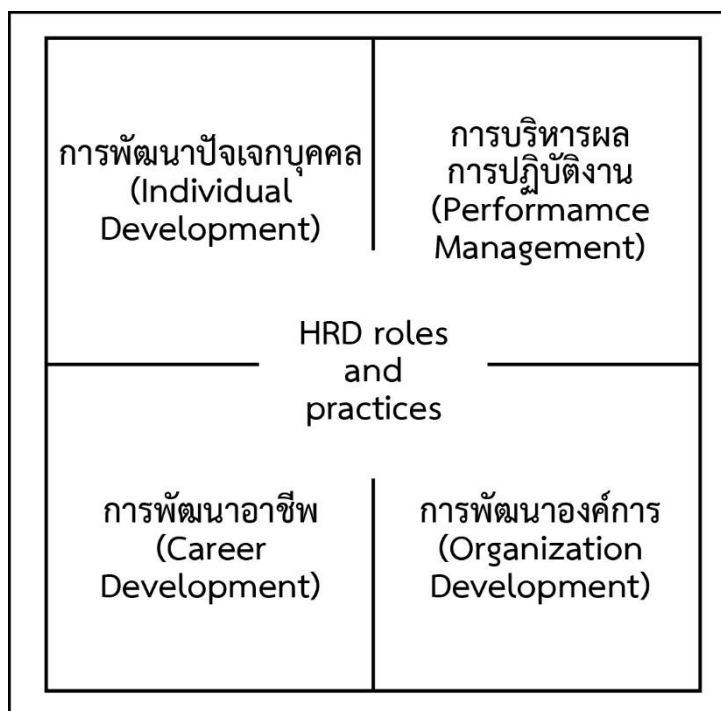 การพัฒนาปัจเจกบุคคล
(Individual
Development)
การบริหารผล
การปฏิบัติงาน
(Performamce
Management)
HRD roles
and
practices
การพัฒนาอาชีพ
(Career
Development)
การพัฒนาองค์การ
(Organization
Development)